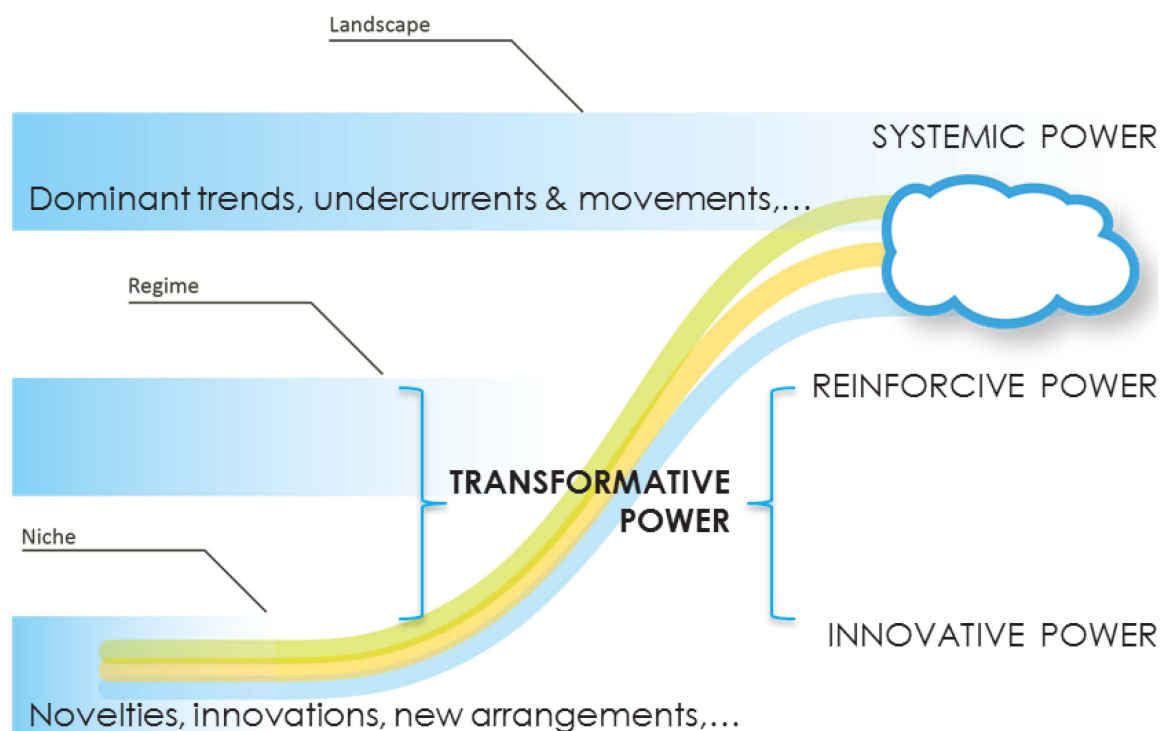 Landscape
SYSTEMIC POWER
Dominant trends, undercurrents & movements,...
Regime
REINFORCIVE POWER
TRANSFORMATIVE
POWER
Niche
INNOVATIVE POWER
Novelties, innovations, new arrangements,...